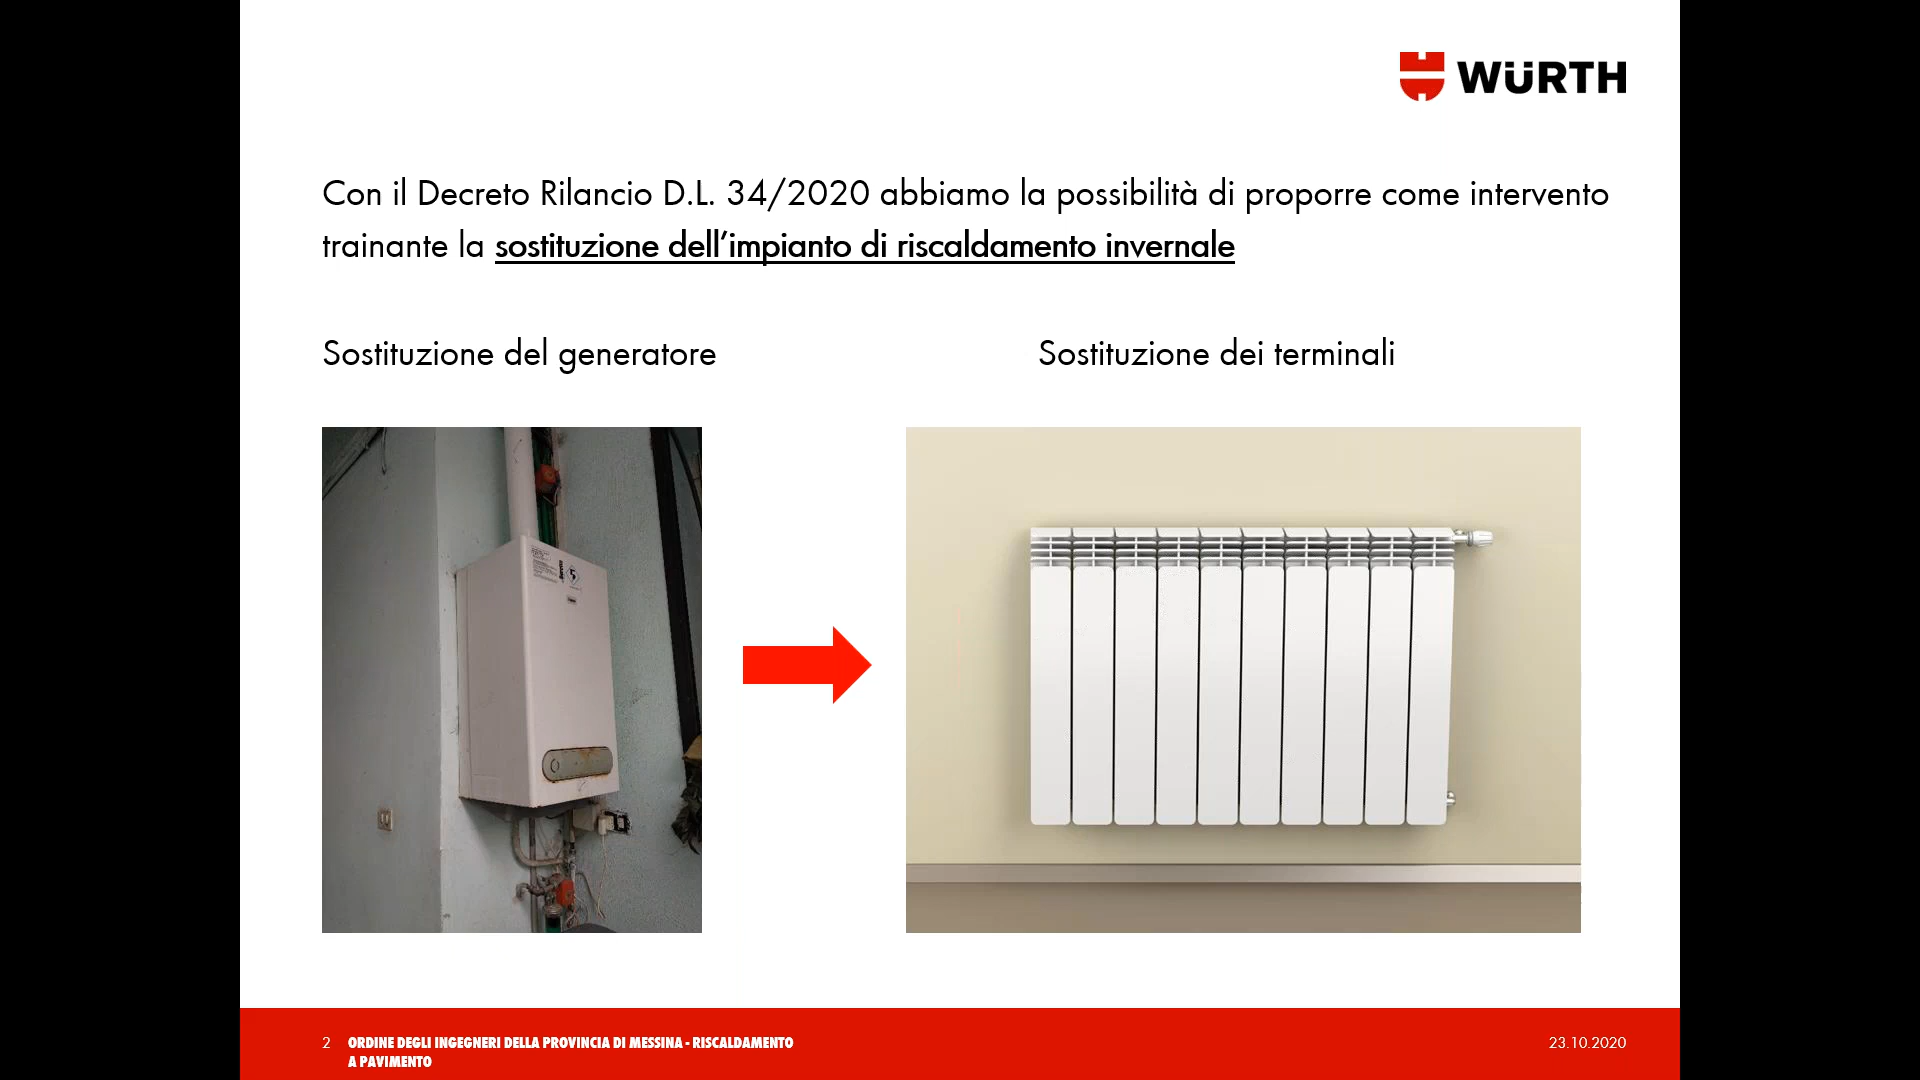 WÜRTH
Con il Decreto Rilancio D.L. 34/2020 abbiamo la possibilità di proporre come intervento
trainante la sostituzione dell’impianto di riscaldamento invernale
Sostituzione del generatore
Sostituzione dei terminali
2 ORDINE DEGLI INGEGNERI DELLA PROVINCIA DI MESSINA - RISCALDAMENTO
A PAVIMENTO
23.10.2020